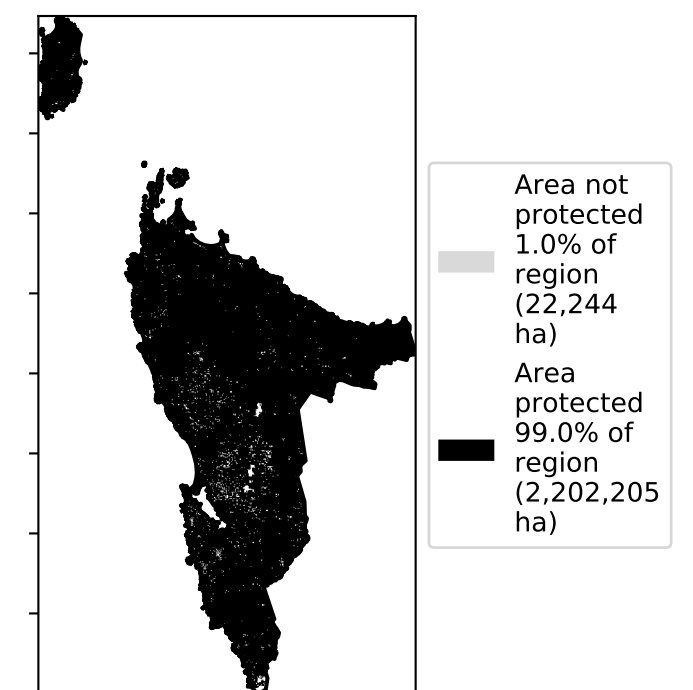 Area not
protected
1.0% of
region
(22,244
ha)
Area
protected
99.0% of
region
(2,202,205
ha)